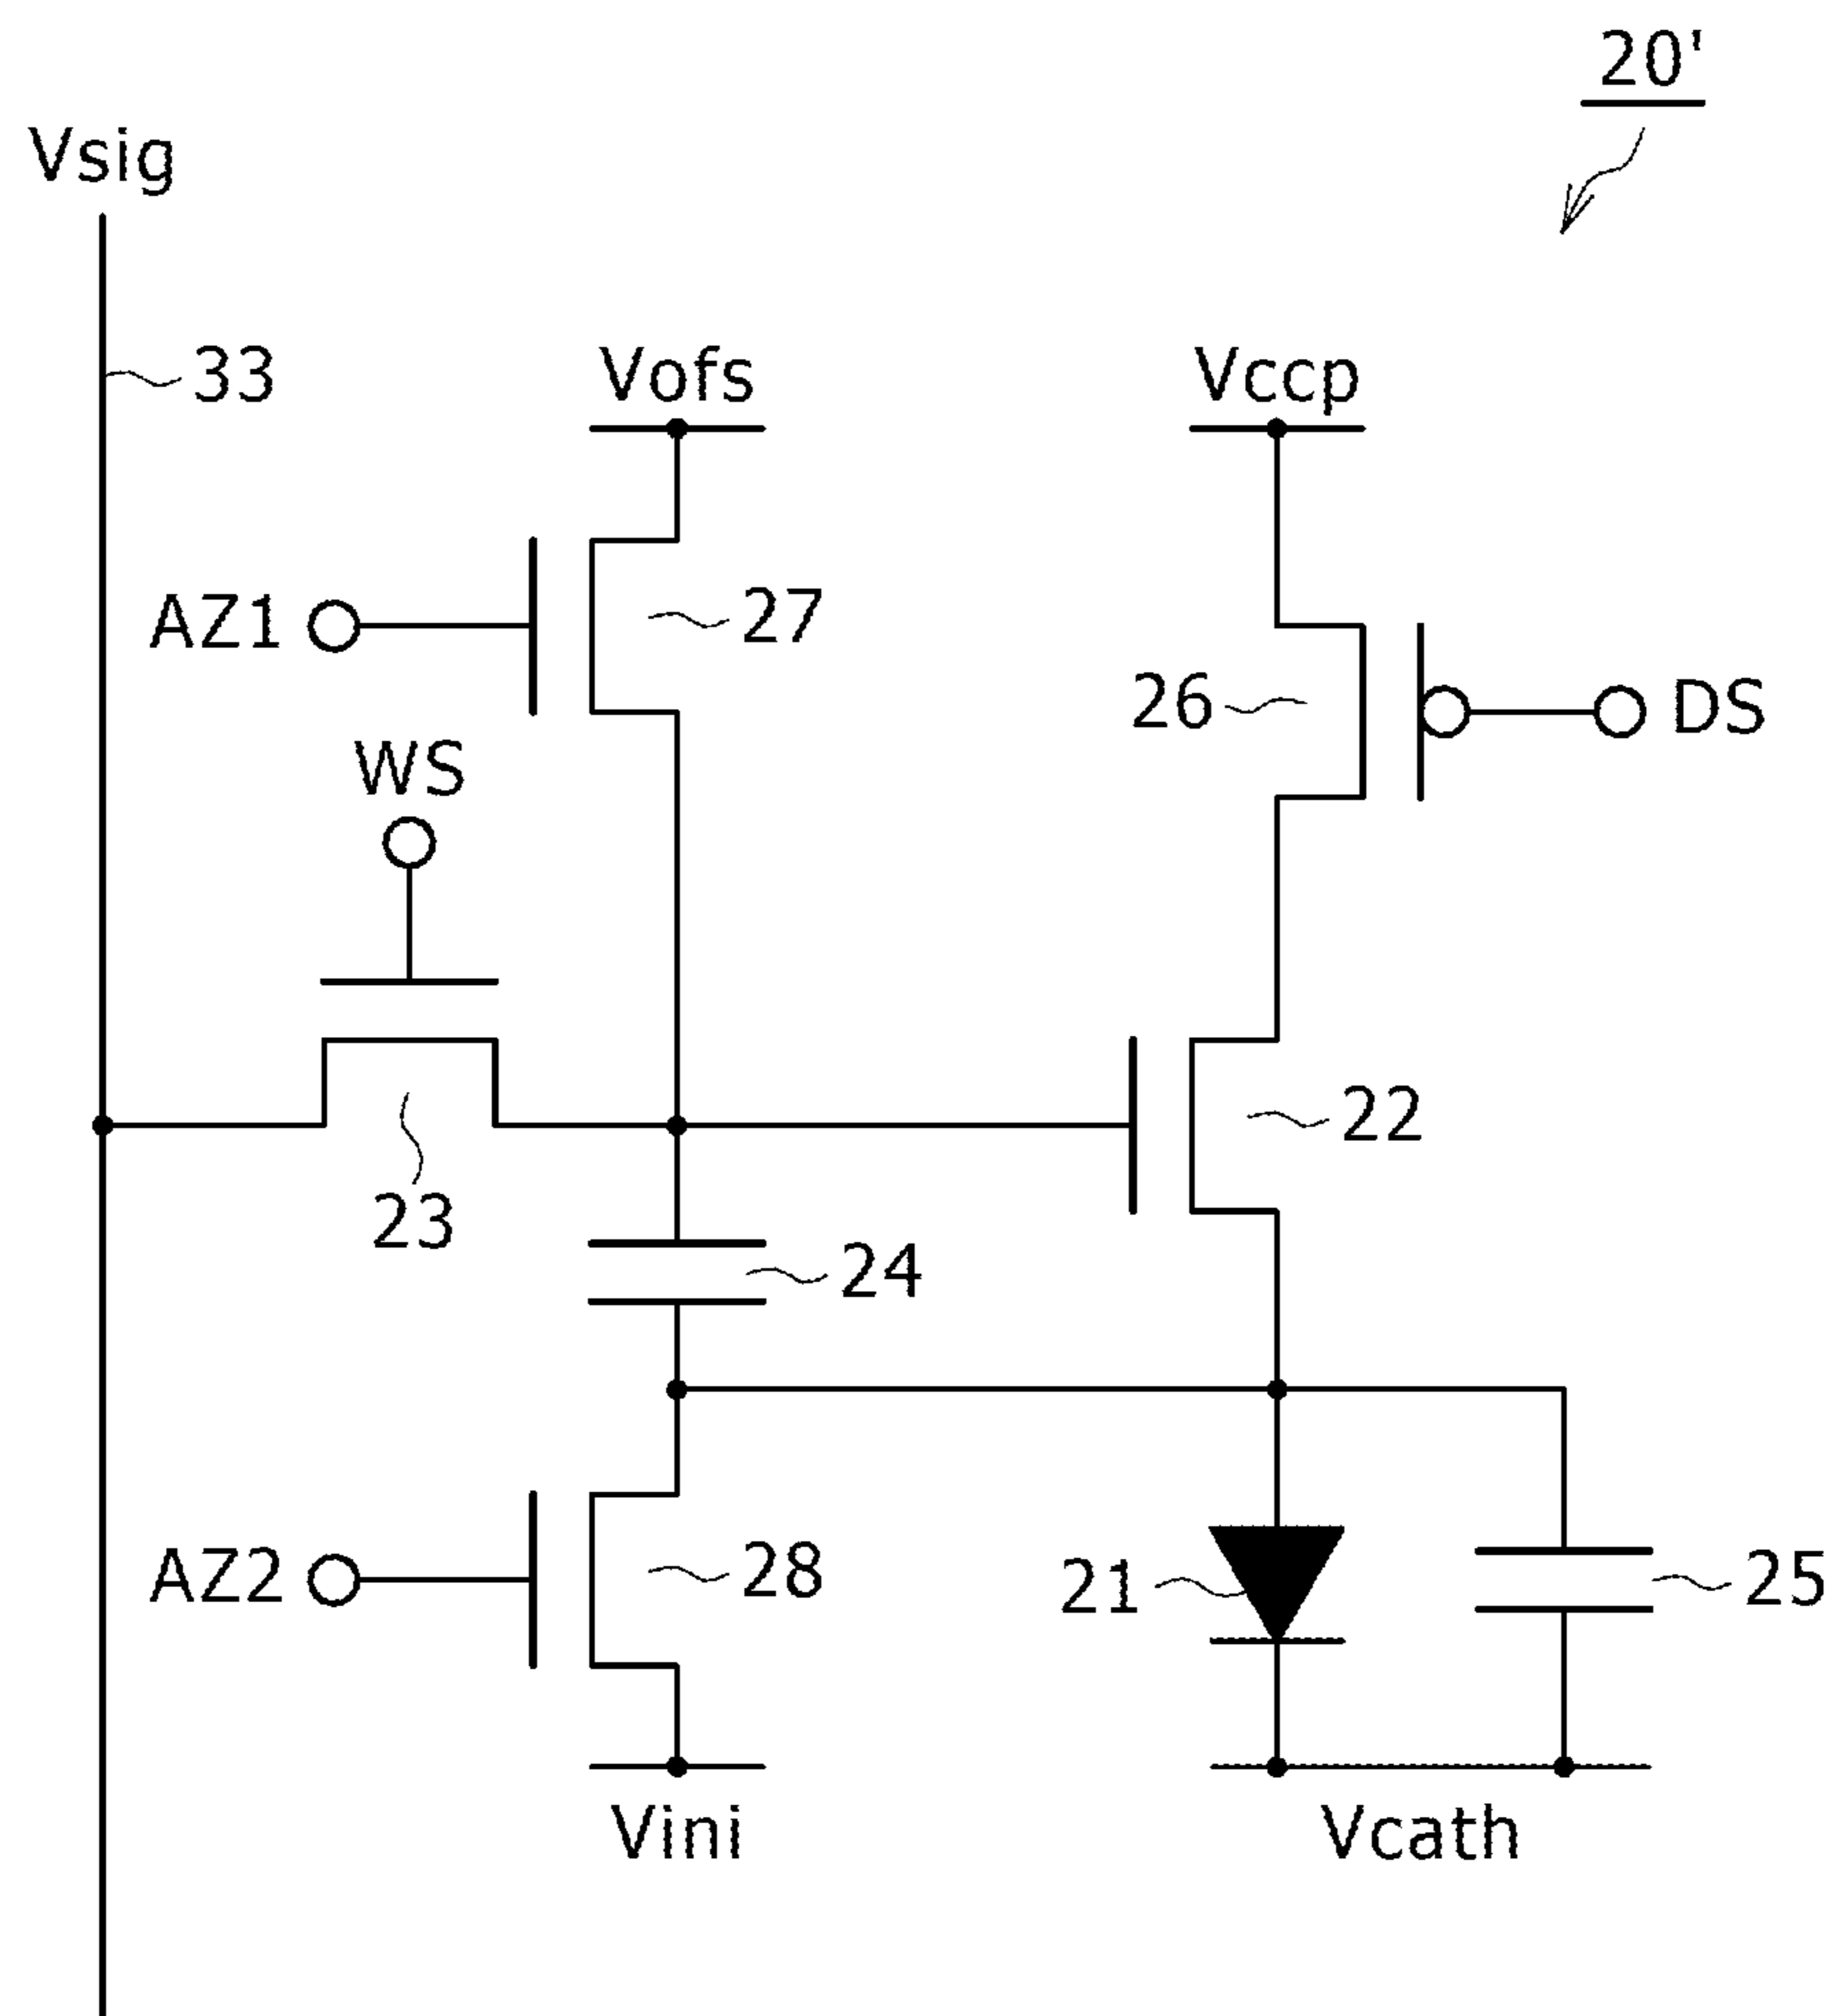 20'
Vsig
33
Vofs
Vccp
AZ1
27
26
DS
WS
22
23
24
AZ2
28
21
25
Vini
Vcath